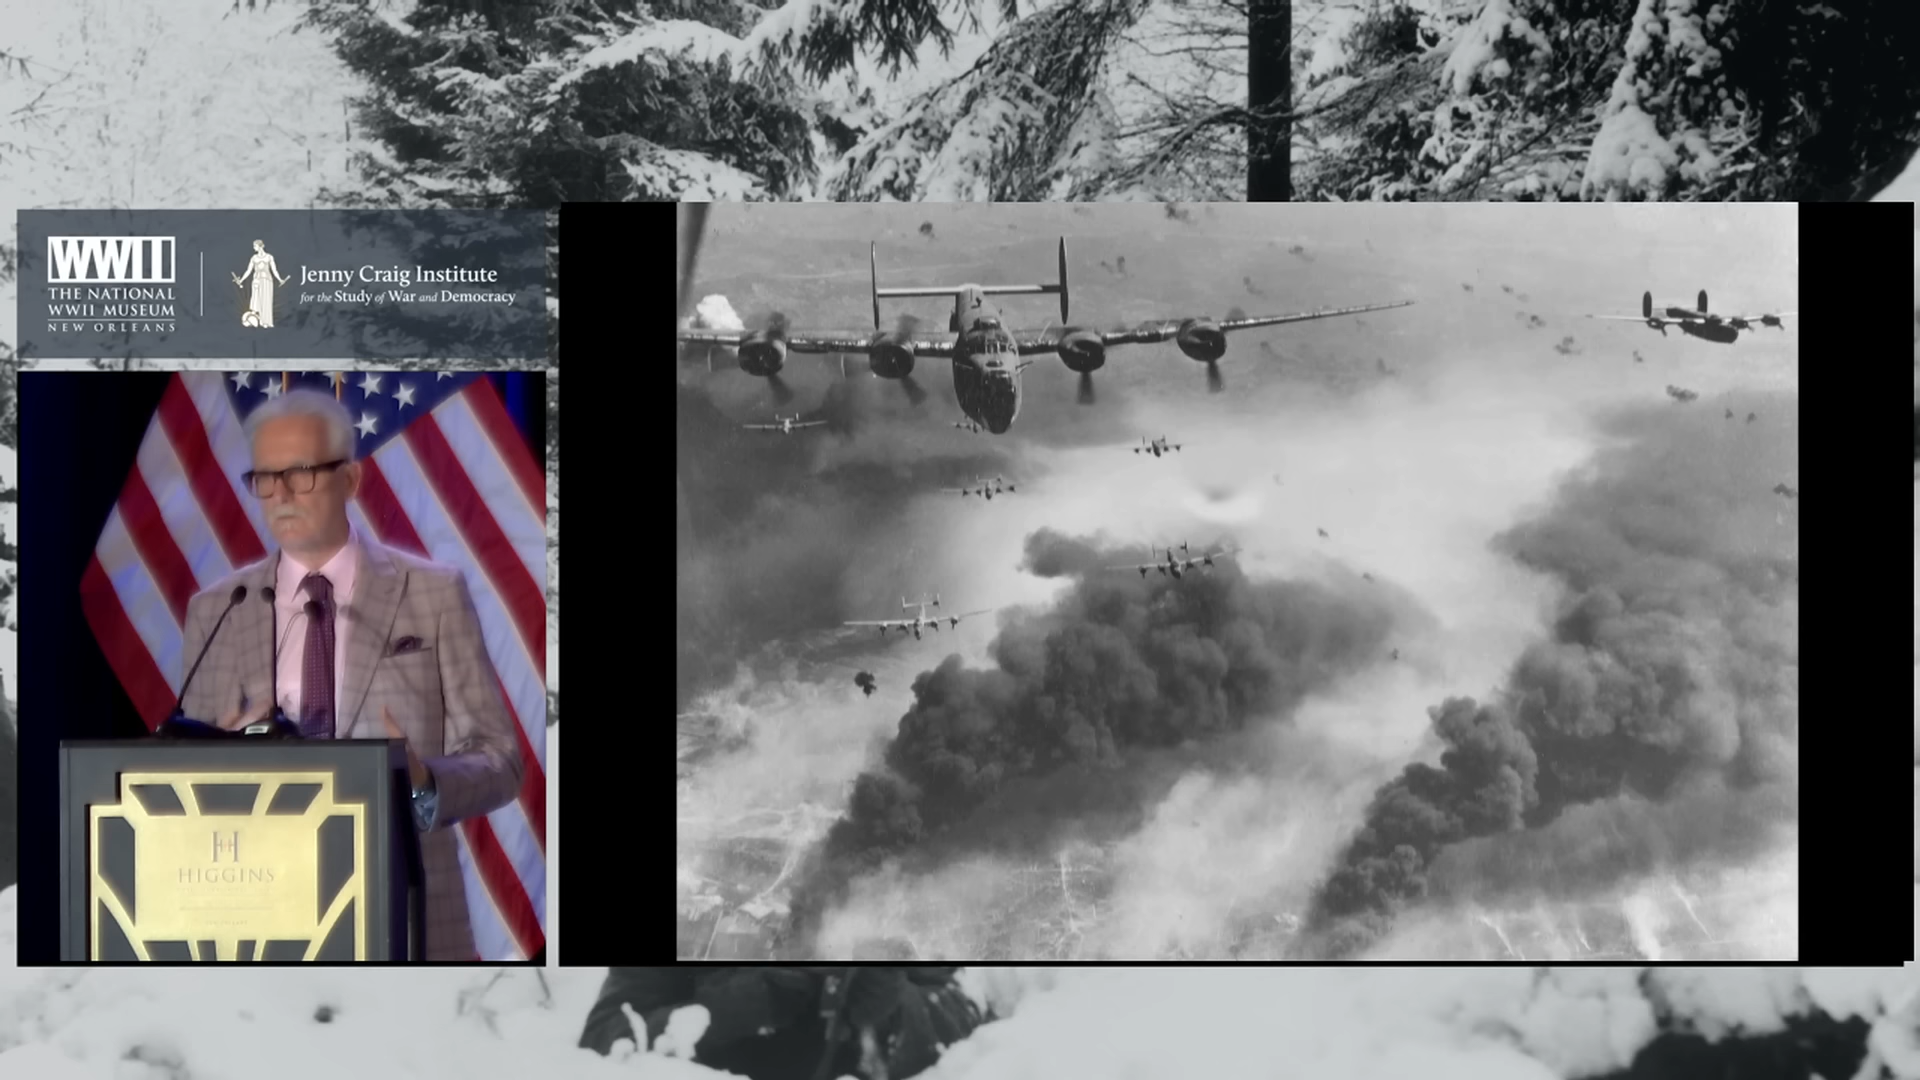 WWII
THE NATIONAL
WWII MUSEUM
NEW ORLEANS
Jenny Craig Institute
for the Study of War and Democracy
H
HIGGINS